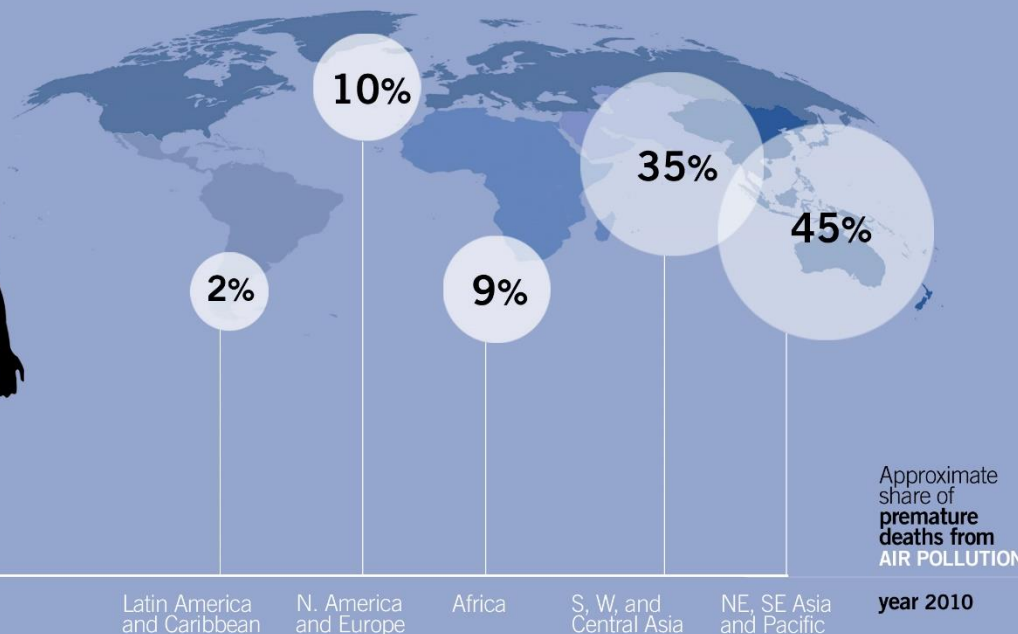 10%
35%
45%
2%
9%
Approximate
share of
premature
deaths from
AIR POLLUTION
Latin America
and Caribbean
N. America
and Europe
Africa
S, W, and
Central Asia
NE, SE Asia
and Pacific
year 2010